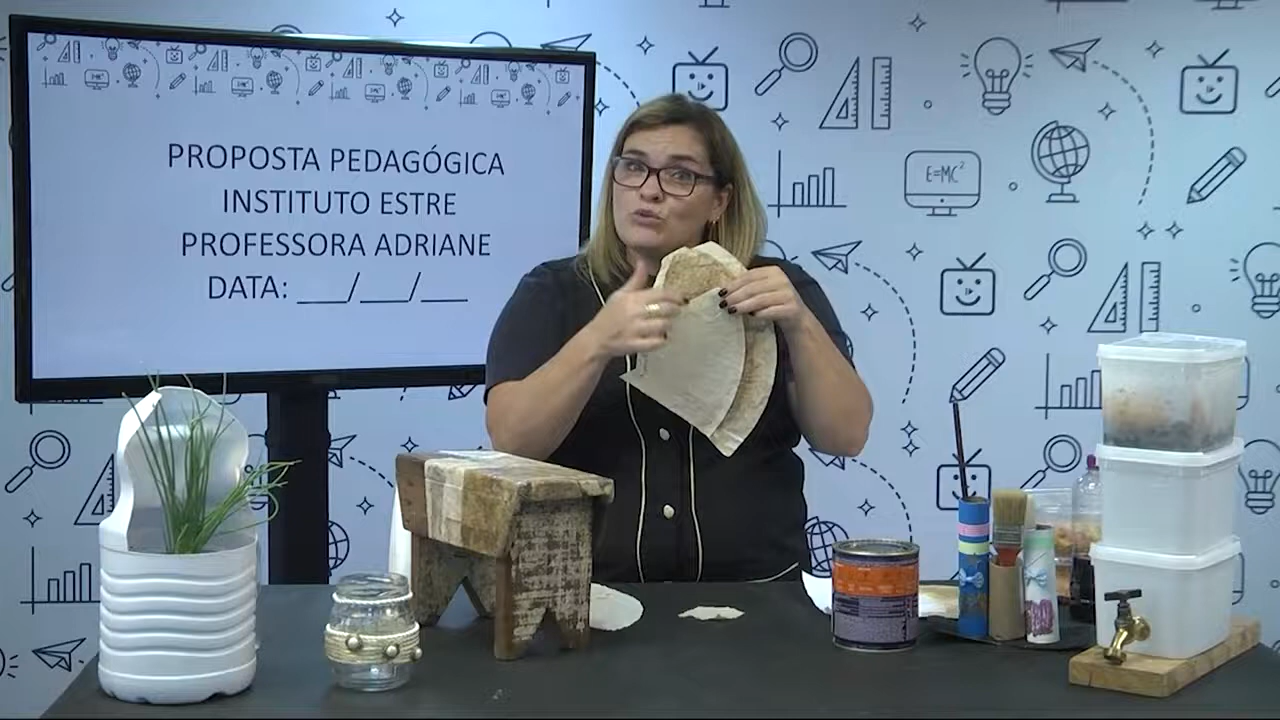 PROPOSTA PEDAGÓGICA
INSTITUTO ESTRE
PROFESSORA ADRIANE
DATA: ___/___/___
E=MC²